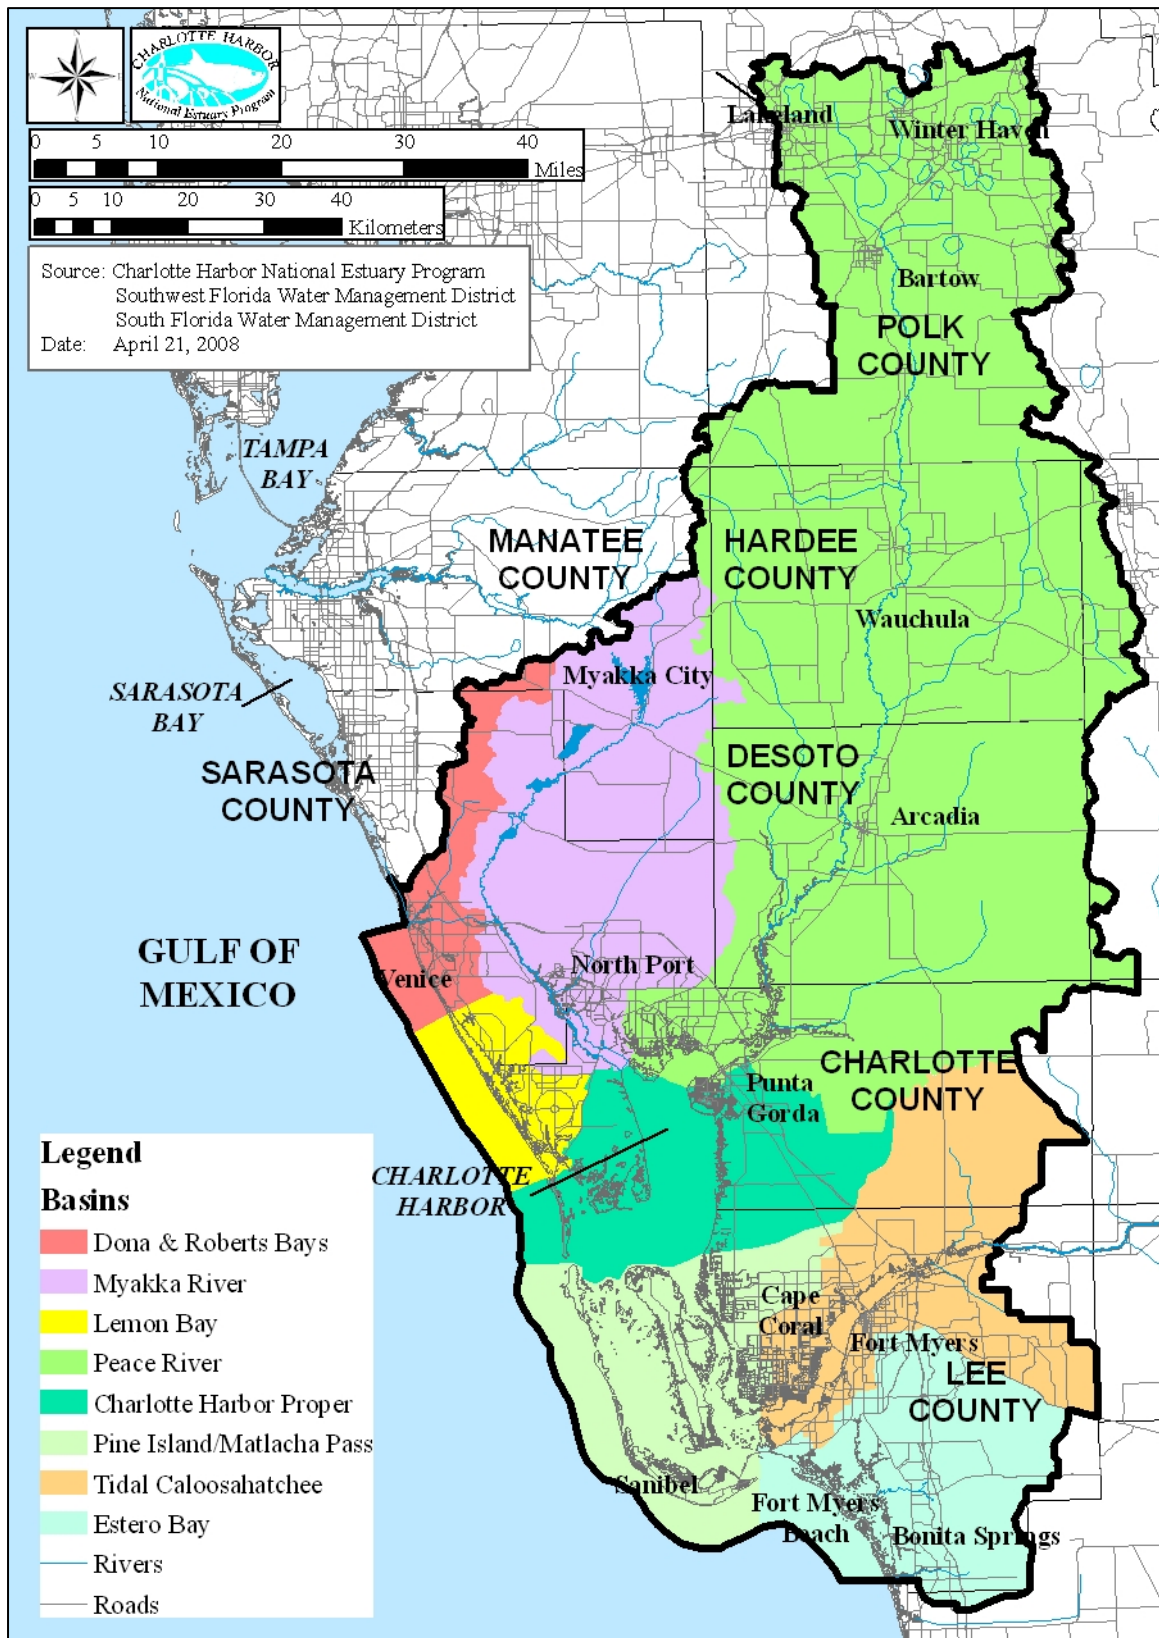 N
W
E
S
CHARLOTTE HARBOR
National Estuary Program
0 5 10 20 30 40
Miles
0 5 10 20 30 40
Kilometers
Source: Charlotte Harbor National Estuary Program
Southwest Florida Water Management District
South Florida Water Management District
Date: April 21, 2008
Lakeland
Winter Haven
Bartow
POLK
COUNTY
TAMPA
BAY
MANATEE
COUNTY
HARDEE
COUNTY
Wauchula
Myakka City
SARASOTA
BAY
SARASOTA
COUNTY
DESOTO
COUNTY
Arcadia
GULF OF
MEXICO
Venice
North Port
CHARLOTTE
COUNTY
Punta
Gorda
CHARLOTTE
HARBOR
Cape
Coral
Fort Myers
LEE
COUNTY
Sanibel
Fort Myers
Beach
Bonita Springs
Legend
Basins
Dona & Roberts Bays
Myakka River
Lemon Bay
Peace River
Charlotte Harbor Proper
Pine Island/Matlacha Pass
Tidal Caloosahatchee
Estero Bay
Rivers
Roads